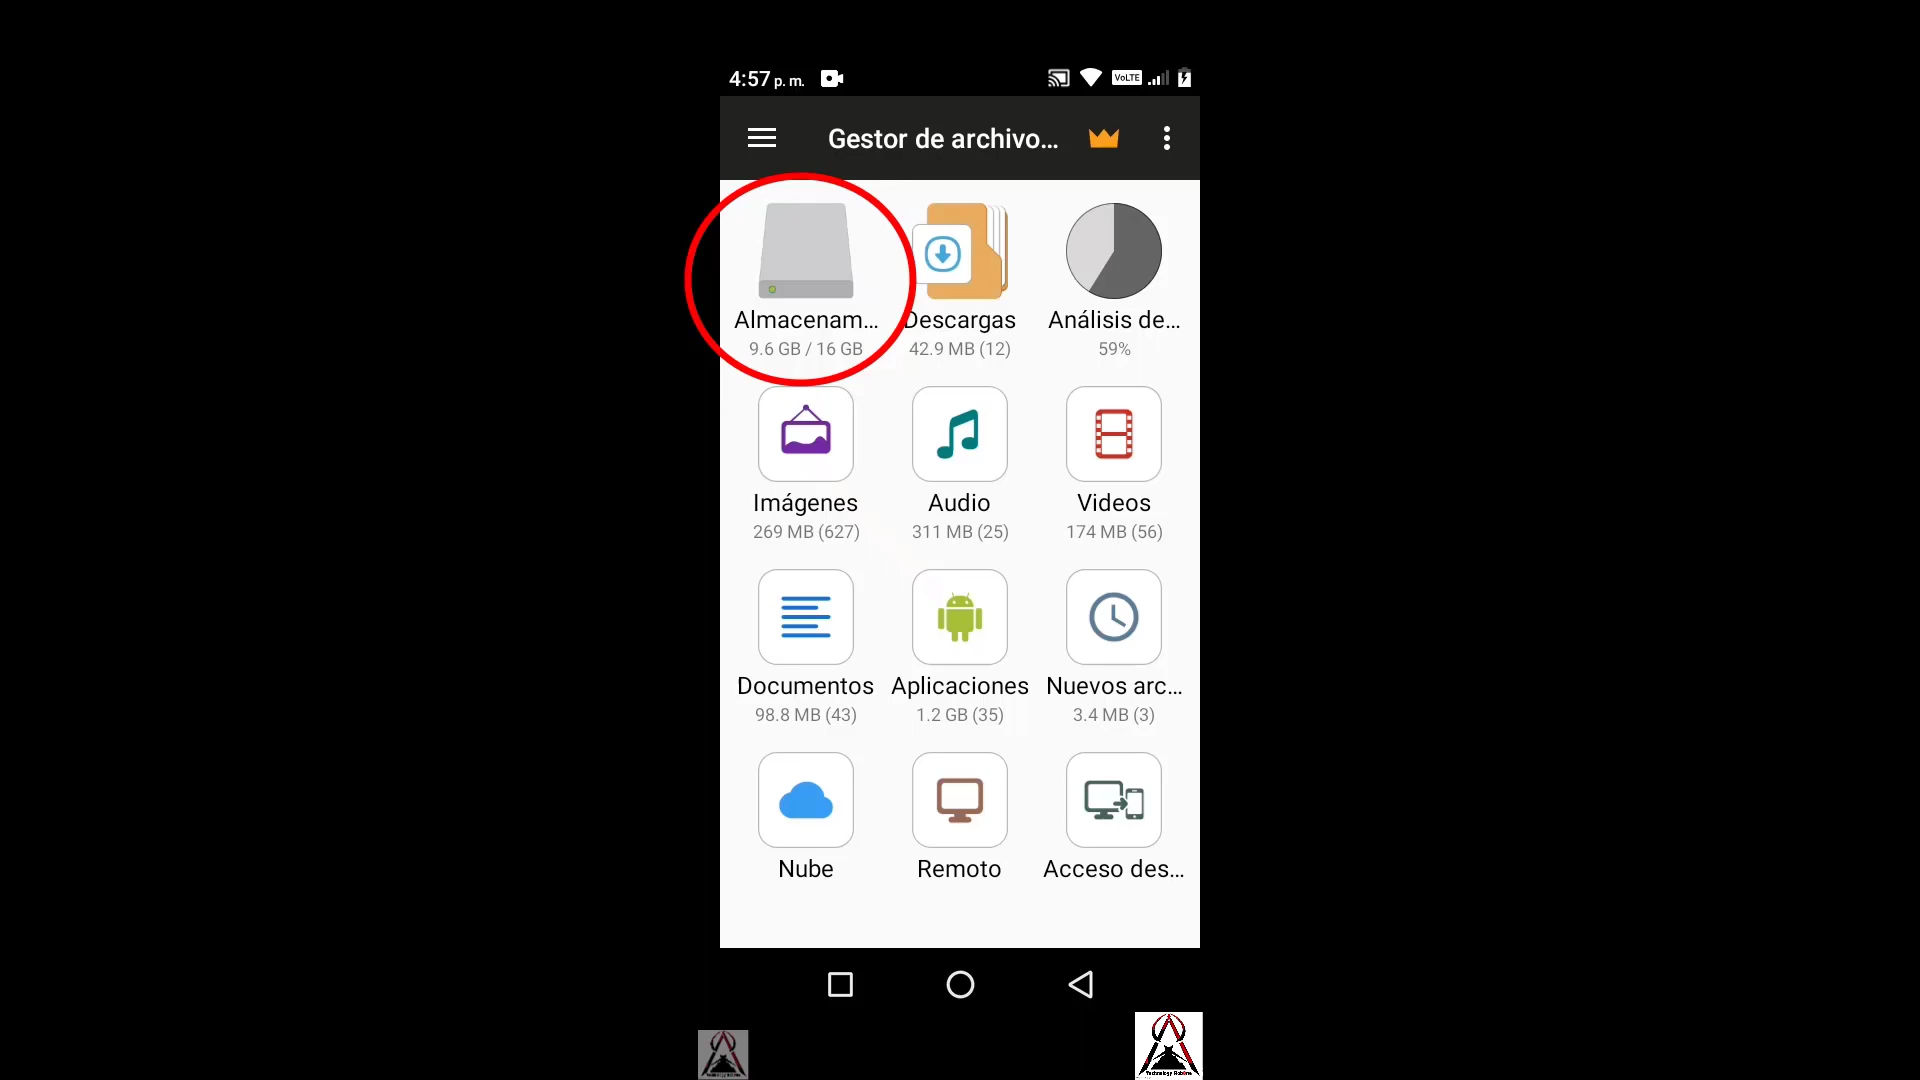 4:57 p. m.
VoLTE
Gestor de archivo...
Almacenam...
9.6 GB / 16 GB
Descargas
42.9 MB (12)
Análisis de...
59%
Imágenes
269 MB (627)
Audio
311 MB (25)
Videos
174 MB (56)
Documentos
98.8 MB (43)
Aplicaciones
1.2 GB (35)
Nuevos arc...
3.4 MB (3)
Nube
Remoto
Acceso des...